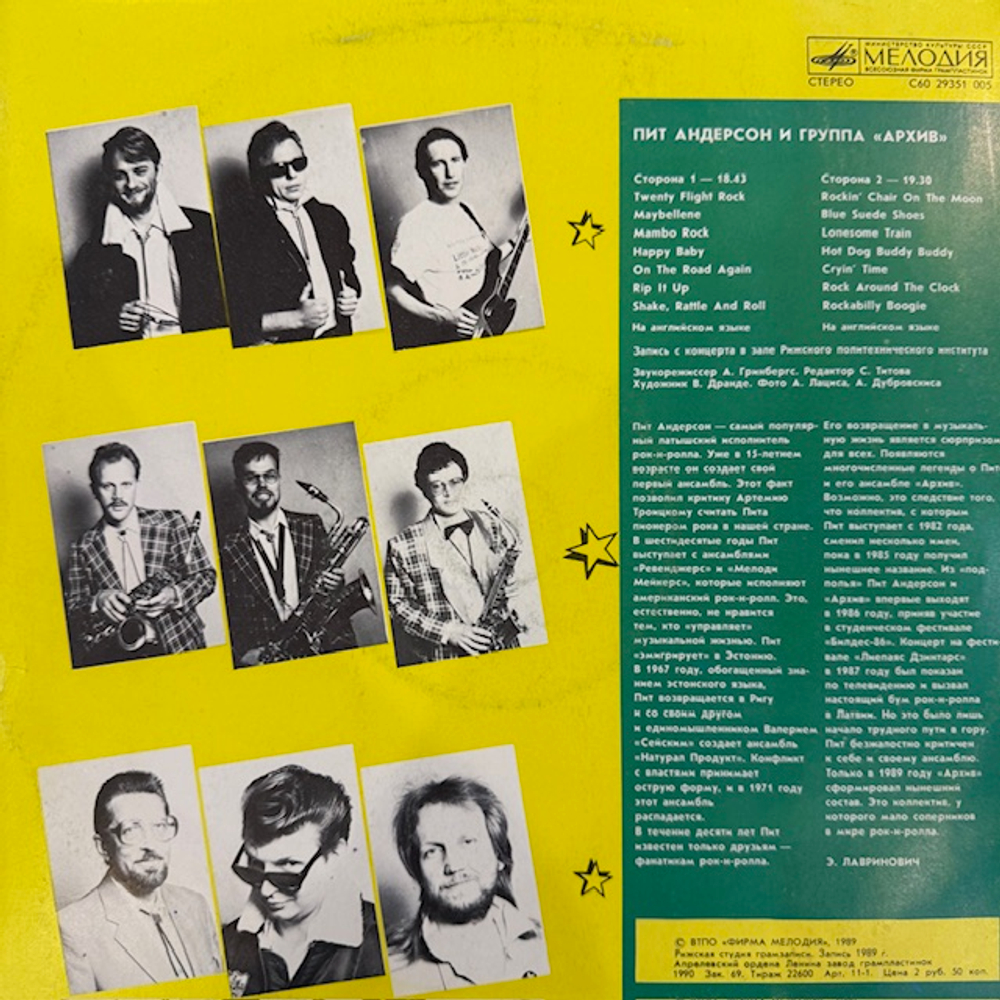 МИНИСТЕРСТВО КУЛЬТУРЫ СССР
МЕЛОДИЯ
ВСЕСОЮЗНАЯ ФИРМА ГРАМПЛАСТИНОК
СТЕРЕО С60 29351 005
ПИТ АНДЕРСОН И ГРУППА «АРХИВ»
Сторона 1 — 18.43
Twenty Flight Rock
Maybellene
Mambo Rock
Happy Baby
On The Road Again
Rip It Up
Shake, Rattle And Roll
На английском языке
Сторона 2 — 19.30
Rockin' Chair On The Moon
Blue Suede Shoes
Lonesome Train
Hot Dog Buddy Buddy
Cryin' Time
Rock Around The Clock
Rockabilly Boogie
На английском языке
Запись с концерта в зале Рижского политехнического института
Звукорежиссер А. Гринбергс. Редактор С. Титова
Художник В. Дранде. Фото А. Лациса, А. Дубровскиса
Пит Андерсон — самый популяр-
ный латышский исполнитель
рок-н-ролла. Уже в 15-летнем
возрасте он создает свой
первый ансамбль. Этот факт
позволил критику Артемию
Троицкому считать Пита
пионером рока в нашей стране.
В шестидесятые годы Пит
выступает с ансамблями
«Ревенджерс» и «Мелоди
Мейкерс», которые исполняют
американский рок-н-ролл. Это,
естественно, не нравится
тем, кто «управляет»
музыкальной жизнью. Пит
«эмигрирует» в Эстонию.
В 1967 году, обогащенный зна-
нием эстонского языка,
Пит возвращается в Ригу
и со своим другом
и единомышленником Валерием
«Сейским» создает ансамбль
«Натурал Продукт». Конфликт
с властями принимает
острую форму, и в 1971 году
этот ансамбль
распадается.
В течение десяти лет Пит
известен только друзьям —
фанатикам рок-н-ролла.
Его возвращение в музыкаль-
ную жизнь является сюрпризом
для всех. Появляются
многочисленные легенды о Пите
и его ансамбле «Архив».
Возможно, это следствие того,
что коллектив, с которым
Пит выступает с 1982 года,
сменил несколько имен,
пока в 1985 году получил
нынешнее название. Из «под-
полья» Пит Андерсон и
«Архив» впервые выходят
в 1986 году, приняв участие
в студенческом фестивале
«Билдес-86». Концерт на фести-
вале «Лиепаяс Дзинтарс»
в 1987 году был показан
по телевидению и вызвал
настоящий бум рок-н-ролла
в Латвии. Но это было лишь
начало трудного пути в гору.
Пит безжалостно критичен
к себе и своему ансамблю.
Только в 1989 году «Архив»
сформировал нынешний
состав. Это коллектив, у
которого мало соперников
в мире рок-н-ролла.
Э. ЛАВРИНОВИЧ
© ВТПО «ФИРМА МЕЛОДИЯ», 1989
Рижская студия грамзаписи. Запись 1989 г.
Апрелевский ордена Ленина завод грампластинок
1990 Зак. 69. Тираж 22600 Арт. 11-1. Цена 2 руб. 50 коп.